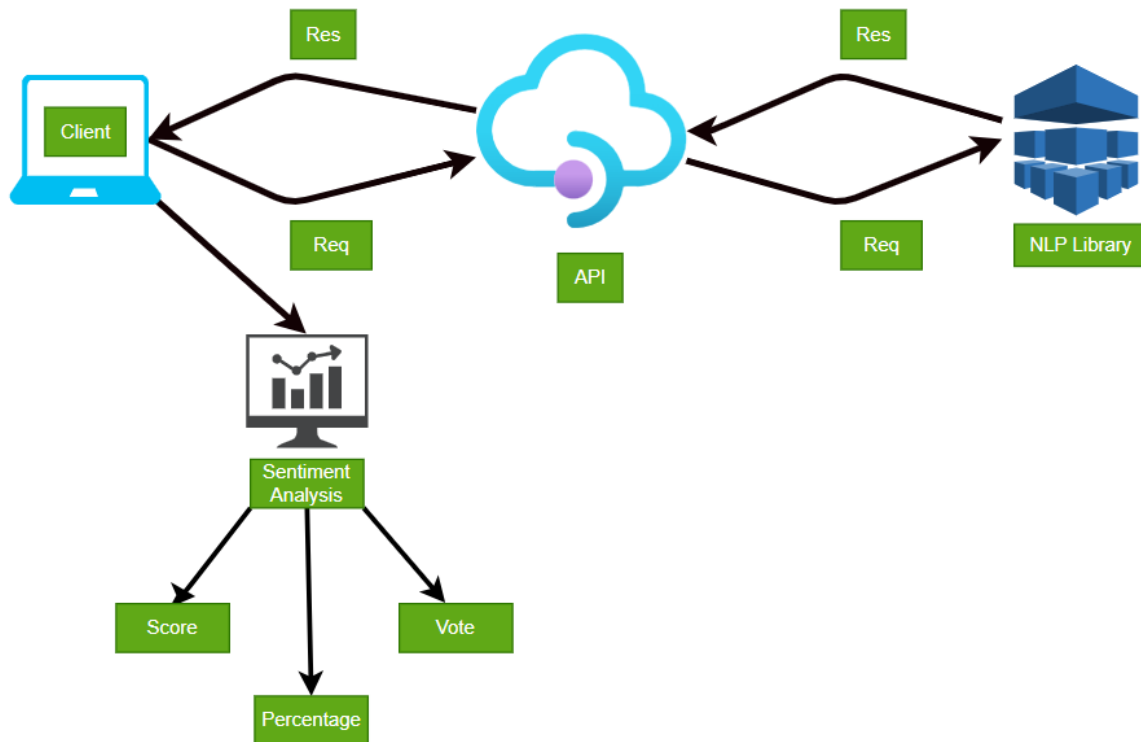 Res
Res
Client
Req
Req
NLP Library
API
Sentiment
Analysis
Score
Vote
Percentage